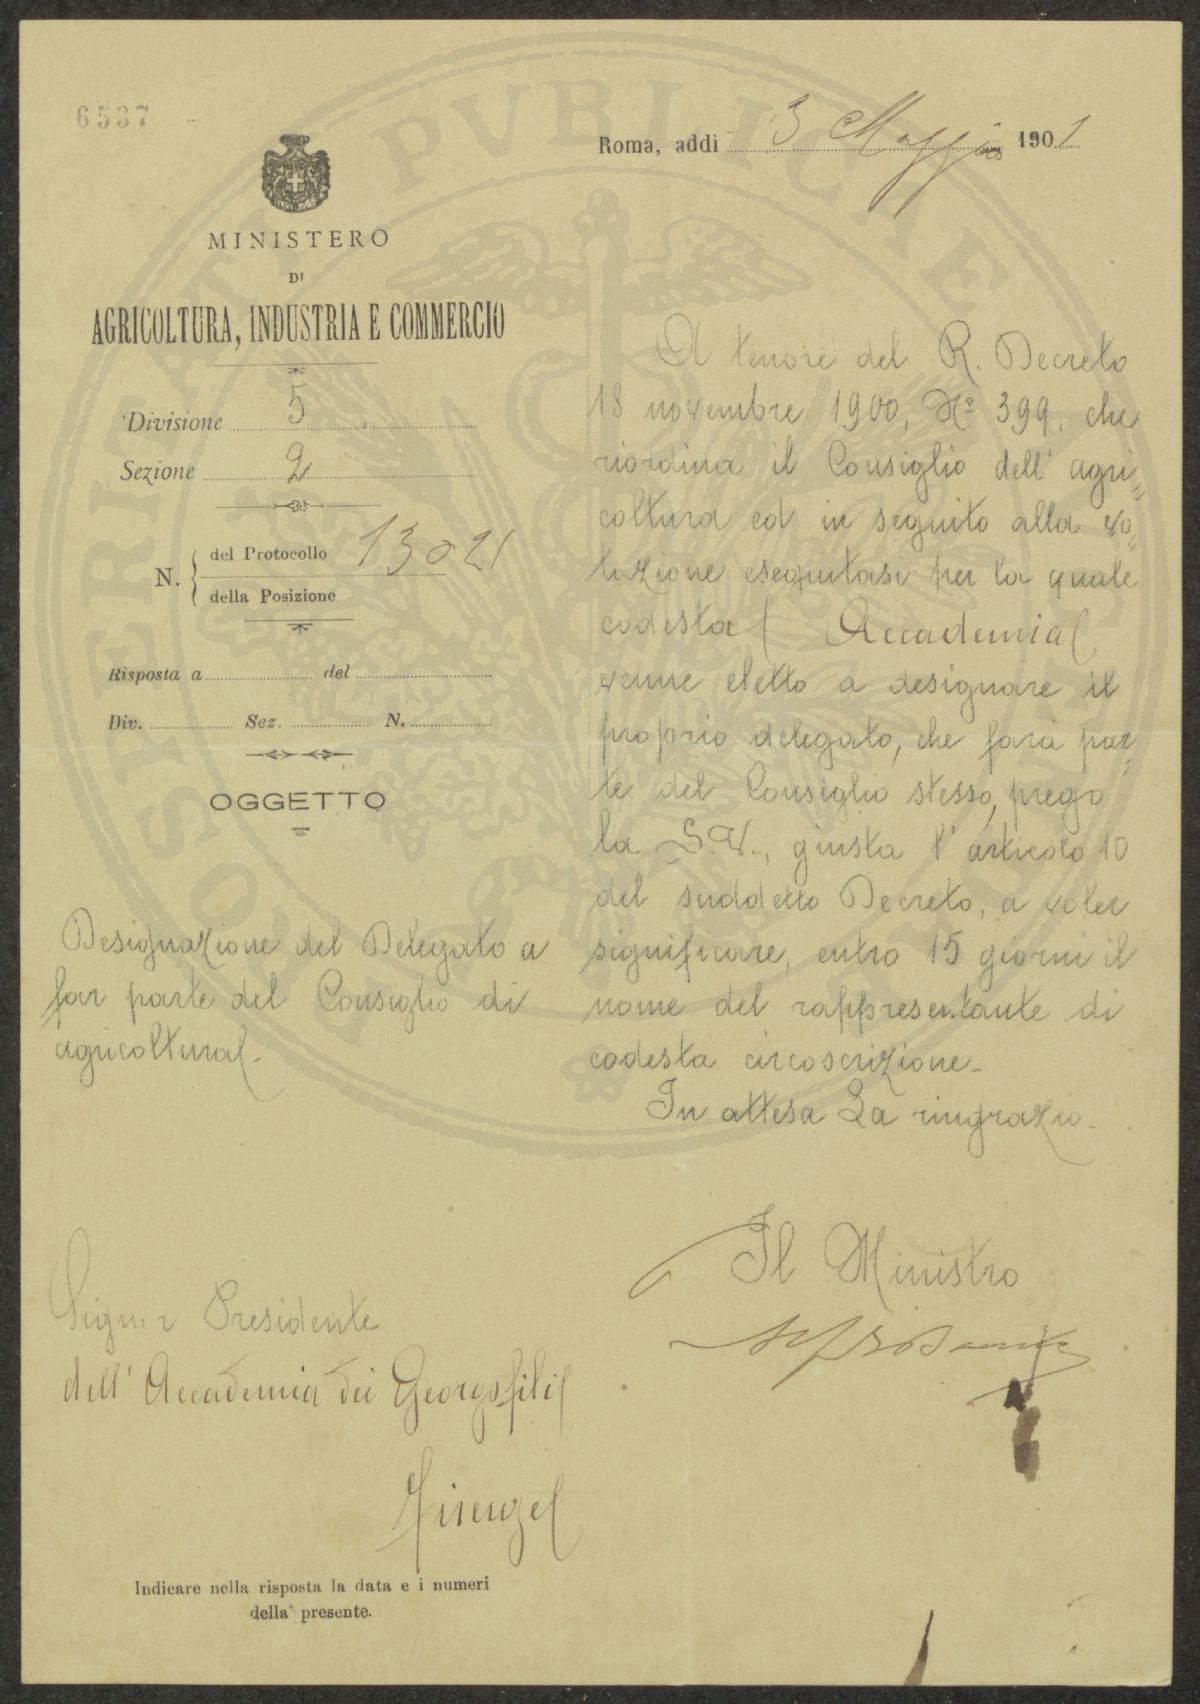 6537
Roma, addì 3 Maggio 1901
MINISTERO
DI
AGRICOLTURA, INDUSTRIA E COMMERCIO
Divisione 5
Sezione 2
N. del Protocollo 13021
della Posizione
Risposta a del
Div. Sez. N.
OGGETTO
Designazione del Delegato a
far parte del Consiglio di
agricoltura.
A tenore del R. Decreto
18 novembre 1900, No 399, che
riordina il Consiglio dell' agri=
coltura ed in seguito alla vo=
tazione eseguitasi per la quale
codesta Accademia
venne eletto a designare il
proprio delegato, che farà par=
te del Consiglio stesso, prego
la S.V., giusta l' articolo 10
del suddetto Decreto, a voler
significare, entro 15 giorni il
nome del rappresentante di
codesta circoscrizione.
In attesa La ringrazio.
Il Ministro
Signor Presidente
dell' Accademia dei Georgofili
Firenze
Indicare nella risposta la data e i numeri
della presente.
PROSPERITATI PVBLICAE AVGENDAE